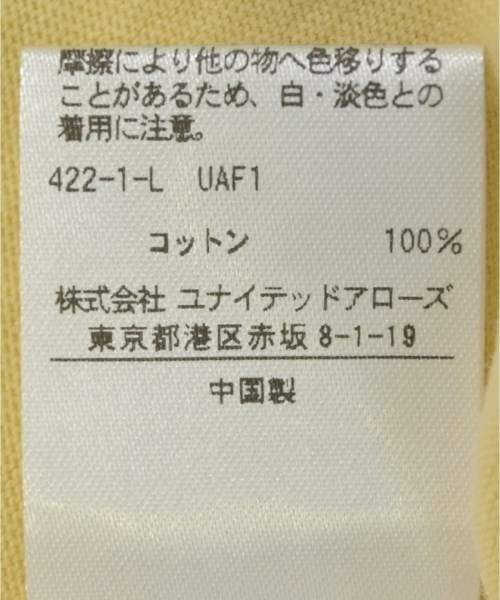 摩擦により他の物へ色移りする
ことがあるため、白・淡色との
着用に注意。
422-1-L UAF1
コットン 100%
株式会社 ユナイテッドアローズ
東京都港区赤坂 8-1-19
中国製